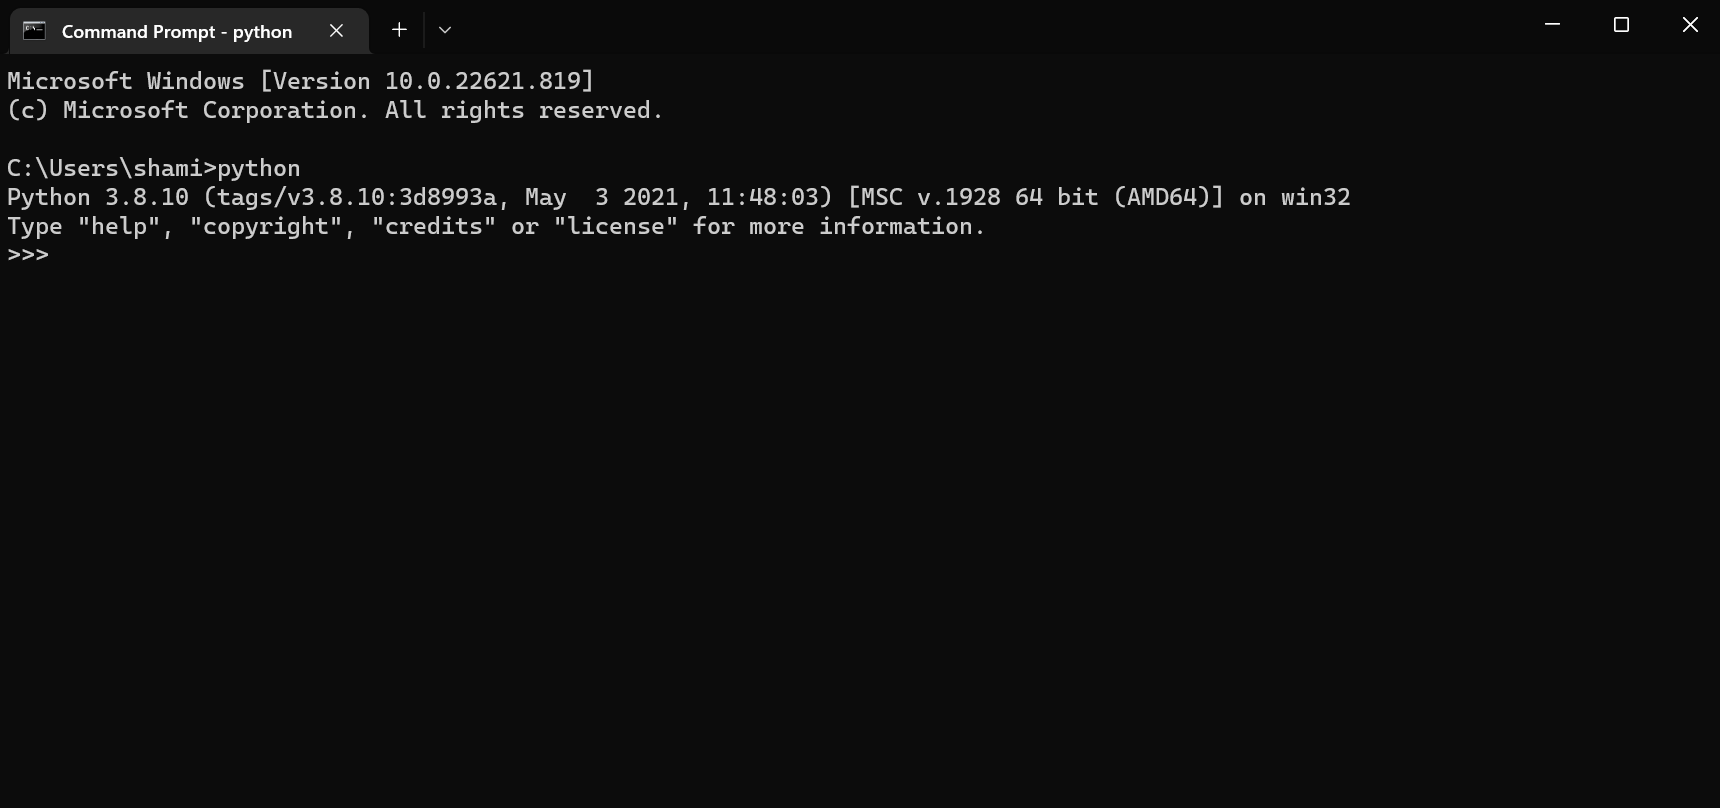 Command Prompt - python
Microsoft Windows [Version 10.0.22621.819]
(c) Microsoft Corporation. All rights reserved.
C:\Users\shami>python
Python 3.8.10 (tags/v3.8.10:3d8993a, May  3 2021, 11:48:03) [MSC v.1928 64 bit (AMD64)] on win32
Type "help", "copyright", "credits" or "license" for more information.
>>>